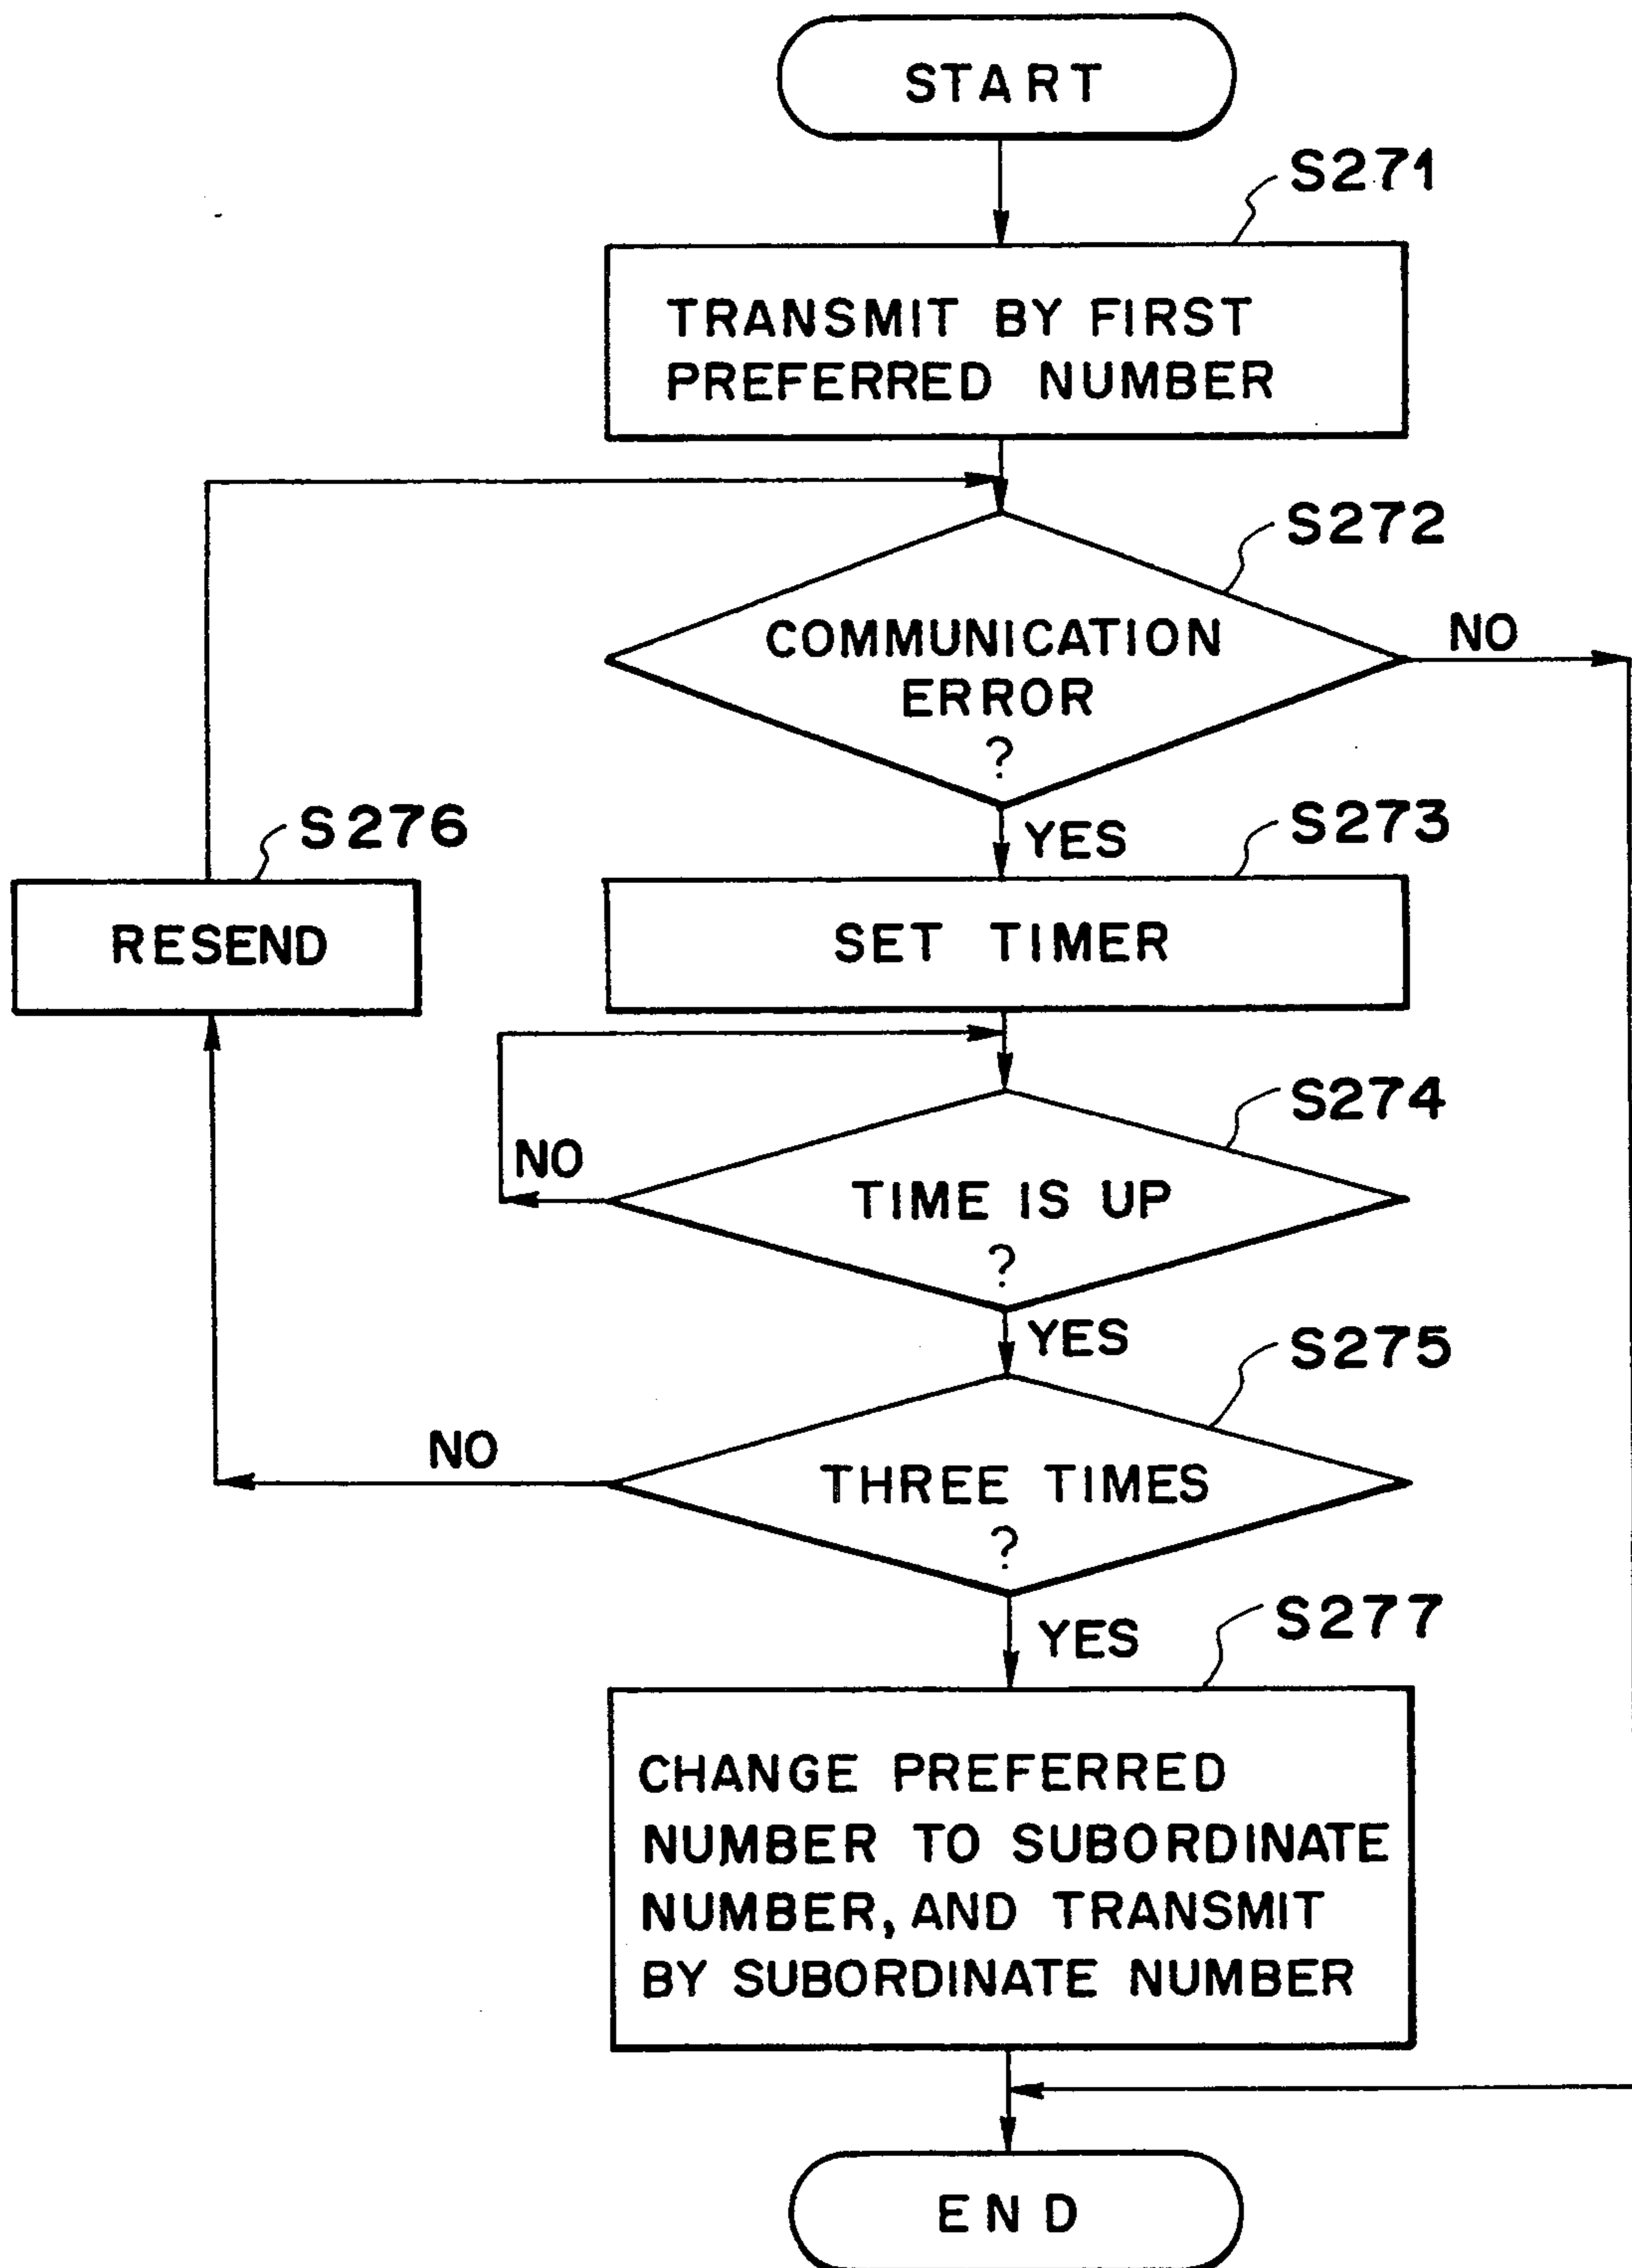 START
S271
TRANSMIT BY FIRST
PREFERRED NUMBER
S272
COMMUNICATION
ERROR
?
NO
YES
S273
S276
RESEND
SET TIMER
S274
NO
TIME IS UP
?
YES
S275
NO
THREE TIMES
?
YES
S277
CHANGE PREFERRED
NUMBER TO SUBORDINATE
NUMBER, AND TRANSMIT
BY SUBORDINATE NUMBER
END